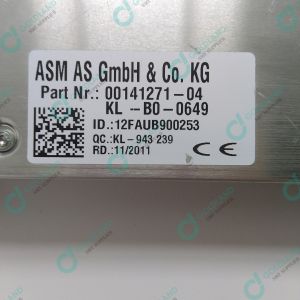 ASM AS GmbH & Co. KG
Part Nr.: 00141271-04
KL -B0-0649
ID.:12FAUB900253
QC.: KL-943 239
RD.: 11/2011